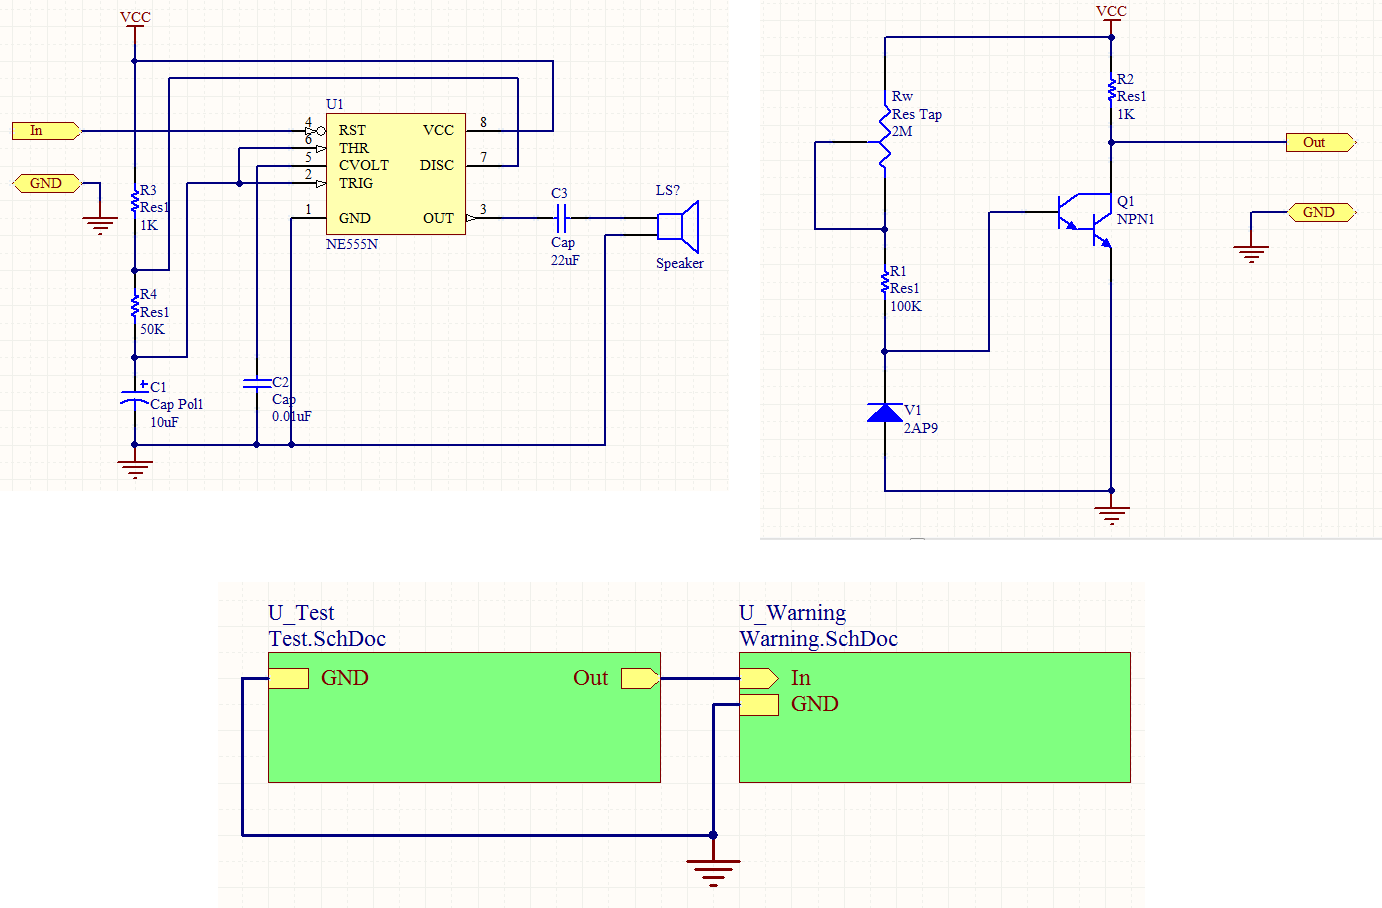 VCC
In
GND
R3
Res1
1K
R4
Res1
50K
C1
Cap Pol1
10uF
C2
Cap
0.01uF
U1
4
RST
6
THR
5
CVOLT
2
TRIG
1
GND
VCC
8
DISC
7
OUT
3
NE555N
C3
Cap
22uF
LS?
Speaker
VCC
Rw
Res Tap
2M
R1
Res1
100K
V1
2AP9
R2
Res1
1K
Q1
NPN1
Out
GND
U_Test
Test.SchDoc
GND
Out
U_Warning
Warning.SchDoc
In
GND